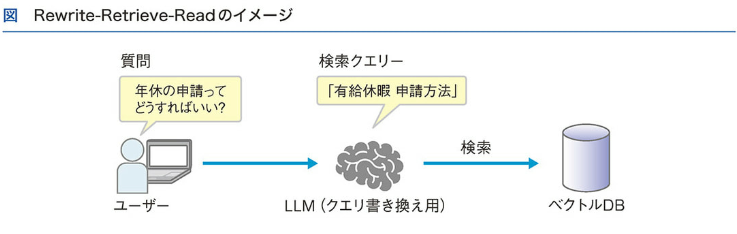 図 Rewrite-Retrieve-Readのイメージ
質問
年休の申請って
どうすればいい?
検索クエリー
「有給休暇 申請方法」
検索
ユーザー
LLM（クエリ書き換え用）
ベクトルDB